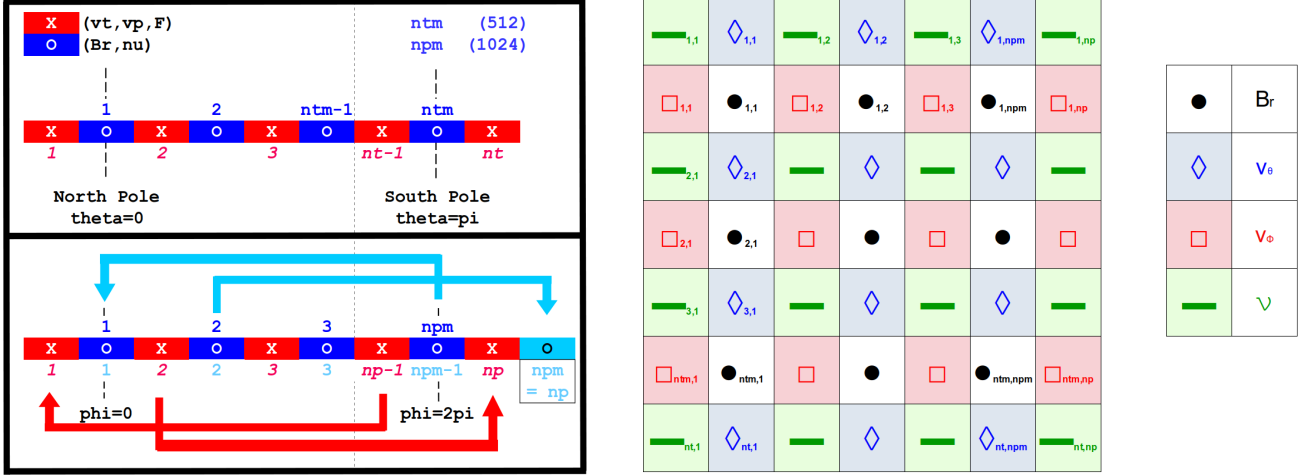 X (vt,vp,F) ntm (512)
O (Br,nu) npm (1024)
1 2 ntm-1 ntm
X O X O X O X O X
1 2 3 nt-1 nt
North Pole South Pole
theta=0 theta=pi
1 2 3 npm
X O X O X O X O X O
1 1 2 2 3 3 np-1 npm-1 np npm
= np
phi=0 phi=2pi
1,1 1,1 1,2 1,2 1,3 1,npm 1,np
1,1 1,1 1,2 1,2 1,3 1,npm 1,np
2,1 2,1
2,1 2,1
3,1 3,1
ntm,1 ntm,1 ntm,npm ntm,np
nt,1 nt,1 nt,npm nt,np
Br
vθ
vΦ
ν